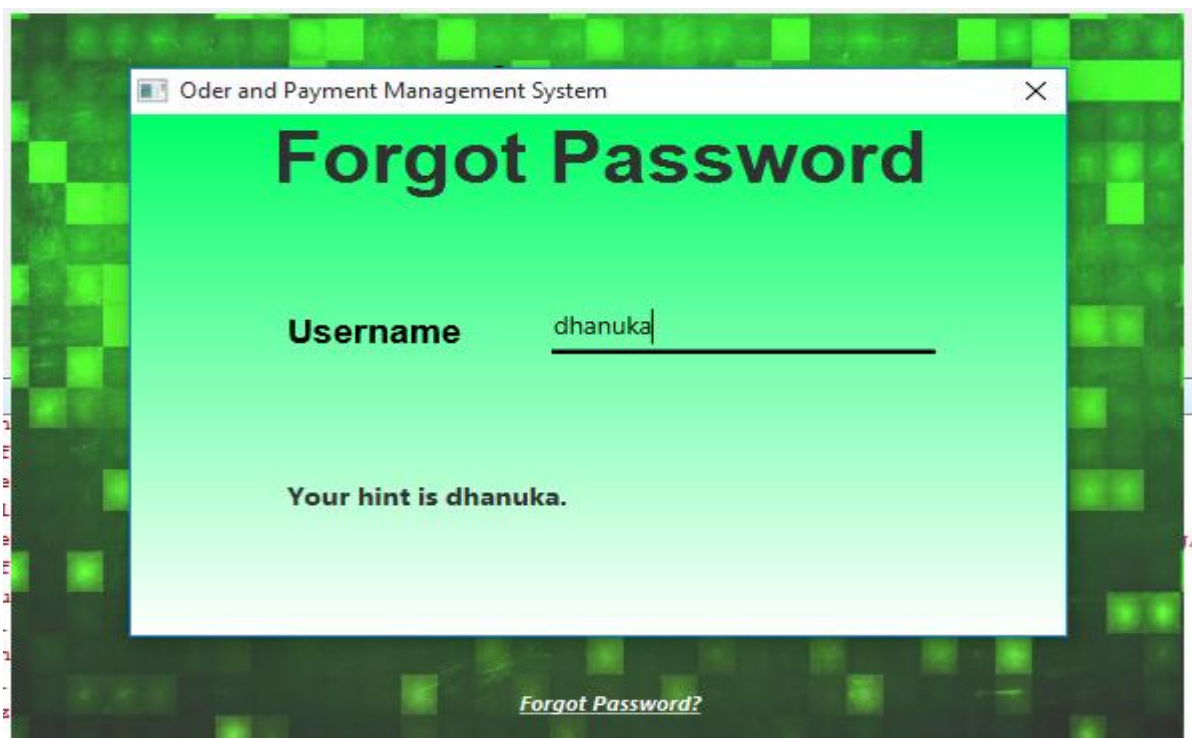 Oder and Payment Management System
Forgot Password
Username
dhanuka
Your hint is dhanuka.
Forgot Password?